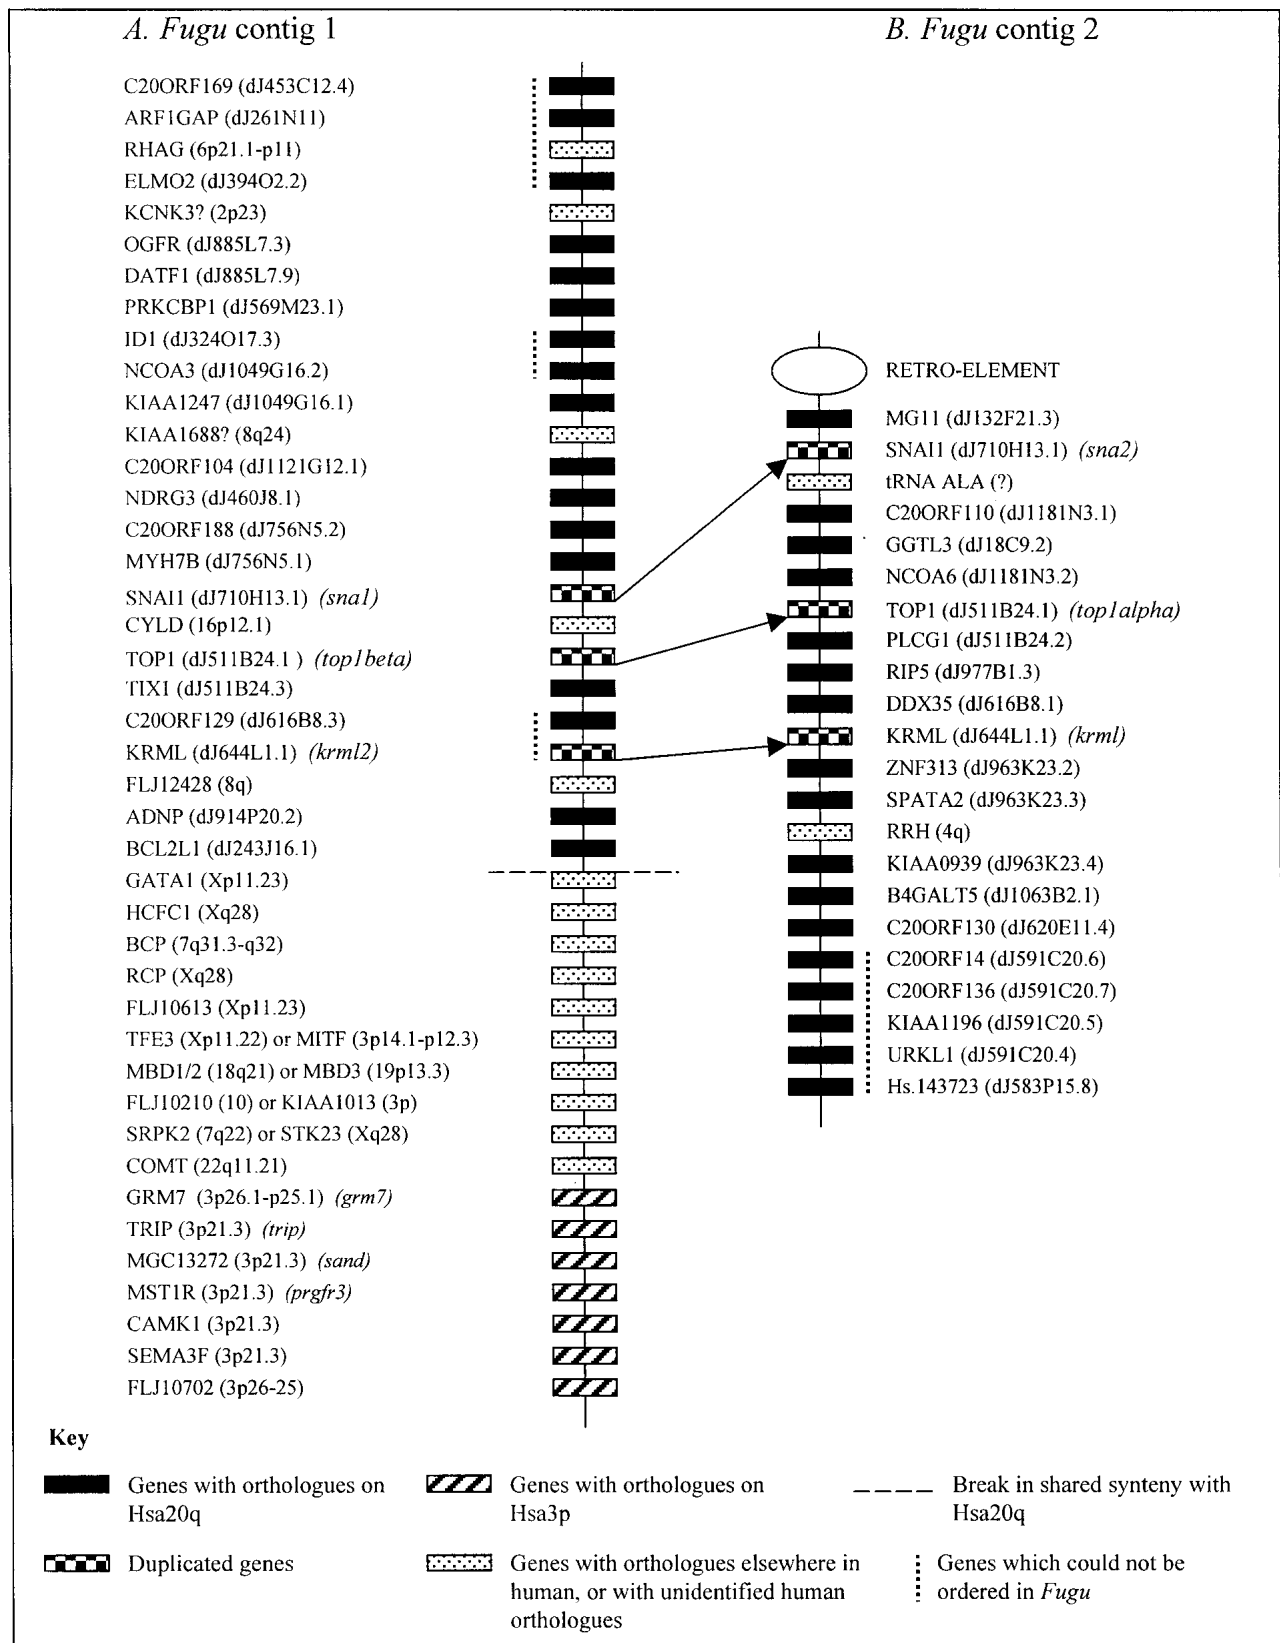 A. Fugu contig 1
C20ORF169 (dJ453C12.4)
ARF1GAP (dJ261N11)
RHAG (6p21.1-p11)
ELMO2 (dJ394O2.2)
KCNK3? (2p23)
OGFR (dJ885L7.3)
DATF1 (dJ885L7.9)
PRKCBP1 (dJ569M23.1)
ID1 (dJ324O17.3)
NCOA3 (dJ1049G16.2)
KIAA1247 (dJ1049G16.1)
KIAA1688? (8q24)
C20ORF104 (dJ1121G12.1)
NDRG3 (dJ460J8.1)
C20ORF188 (dJ756N5.2)
MYH7B (dJ756N5.1)
SNAI1 (dJ710H13.1) (sna1)
CYLD (16p12.1)
TOP1 (dJ511B24.1 ) (top1beta)
TIX1 (dJ511B24.3)
C20ORF129 (dJ616B8.3)
KRML (dJ644L1.1) (krml2)
FLJ12428 (8q)
ADNP (dJ914P20.2)
BCL2L1 (dJ243J16.1)
GATA1 (Xp11.23)
HCFC1 (Xq28)
BCP (7q31.3-q32)
RCP (Xq28)
FLJ10613 (Xp11.23)
TFE3 (Xp11.22) or MITF (3p14.1-p12.3)
MBD1/2 (18q21) or MBD3 (19p13.3)
FLJ10210 (10) or KIAA1013 (3p)
SRPK2 (7q22) or STK23 (Xq28)
COMT (22q11.21)
GRM7 (3p26.1-p25.1) (grm7)
TRIP (3p21.3) (trip)
MGC13272 (3p21.3) (sand)
MST1R (3p21.3) (prgfr3)
CAMK1 (3p21.3)
SEMA3F (3p21.3)
FLJ10702 (3p26-25)
B. Fugu contig 2
RETRO-ELEMENT
MG11 (dJ132F21.3)
SNAI1 (dJ710H13.1) (sna2)
tRNA ALA (?)
C20ORF110 (dJ1181N3.1)
GGTL3 (dJ18C9.2)
NCOA6 (dJ1181N3.2)
TOP1 (dJ511B24.1) (top1alpha)
PLCG1 (dJ511B24.2)
RIP5 (dJ977B1.3)
DDX35 (dJ616B8.1)
KRML (dJ644L1.1) (krml)
ZNF313 (dJ963K23.2)
SPATA2 (dJ963K23.3)
RRH (4q)
KIAA0939 (dJ963K23.4)
B4GALT5 (dJ1063B2.1)
C20ORF130 (dJ620E11.4)
C20ORF14 (dJ591C20.6)
C20ORF136 (dJ591C20.7)
KIAA1196 (dJ591C20.5)
URKL1 (dJ591C20.4)
Hs.143723 (dJ583P15.8)
Key
Genes with orthologues on
Hsa20q
Genes with orthologues on
Hsa3p
Break in shared synteny with
Hsa20q
Duplicated genes
Genes with orthologues elsewhere in
human, or with unidentified human
orthologues
Genes which could not be
ordered in Fugu